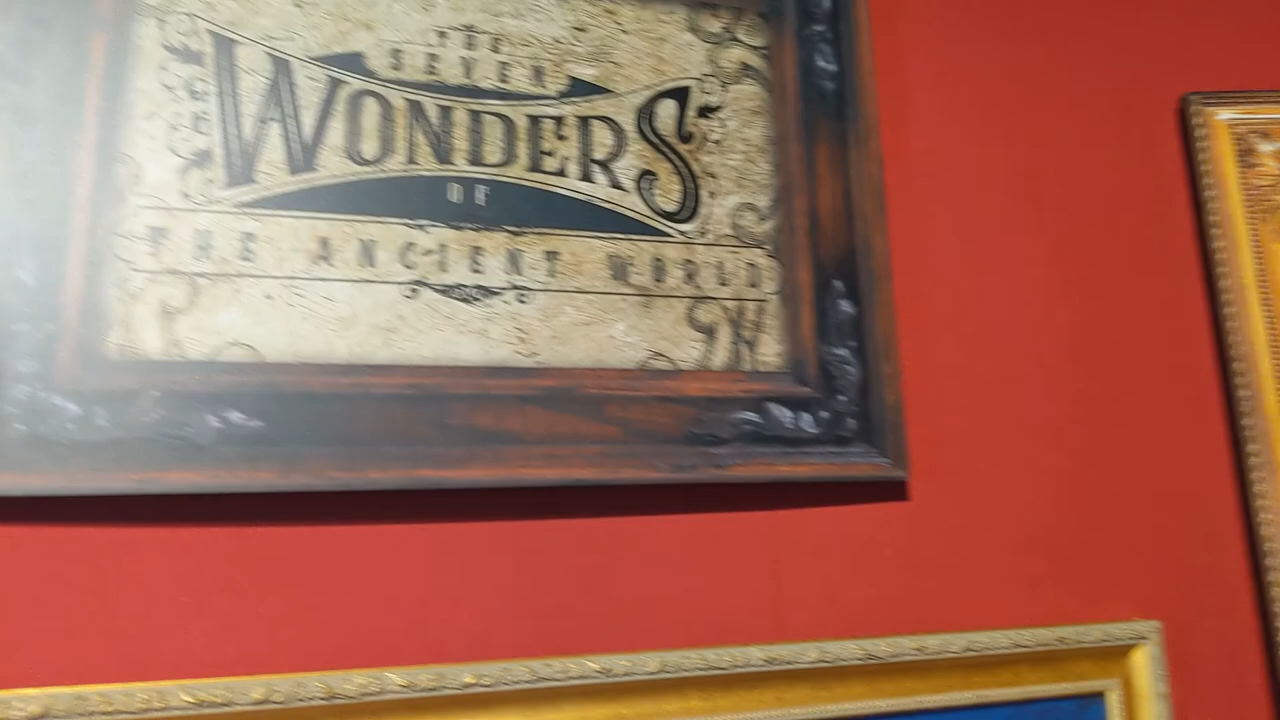 THE
SEVEN
WONDERS
OF
THE ANCIENT WORLD